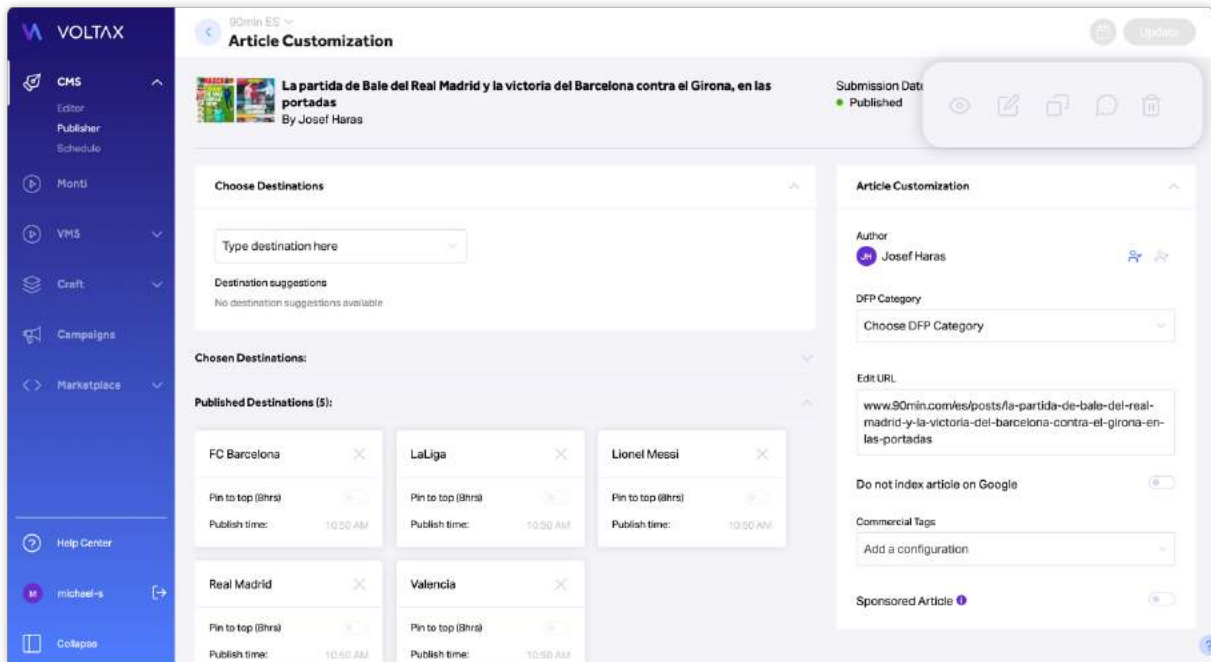 VOLTAX
CMS
Editor
Publisher
Schedule
Monti
VMS
Craft
Campaigns
Marketplace
Help Center
M michael-s
Collapse
90min ES
Article Customization
Update
La partida de Bale del Real Madrid y la victoria del Barcelona contra el Girona, en las
portadas
By Josef Haras
Submission Date
Published
Choose Destinations
Type destination here
Destination suggestions
No destination suggestions available
Chosen Destinations:
Published Destinations (5):
FC Barcelona
Pin to top (8hrs)
Publish time: 10:50 AM
LaLiga
Pin to top (8hrs)
Publish time: 10:50 AM
Lionel Messi
Pin to top (8hrs)
Publish time: 10:50 AM
Real Madrid
Pin to top (8hrs)
Publish time: 10:50 AM
Valencia
Pin to top (8hrs)
Publish time: 10:50 AM
Article Customization
Author
JH Josef Haras
DFP Category
Choose DFP Category
Edit URL
www.90min.com/es/posts/la-partida-de-bale-del-real-
madrid-y-la-victoria-del-barcelona-contra-el-girona-en-
las-portadas
Do not index article on Google
Commercial Tags
Add a configuration
Sponsored Article
?